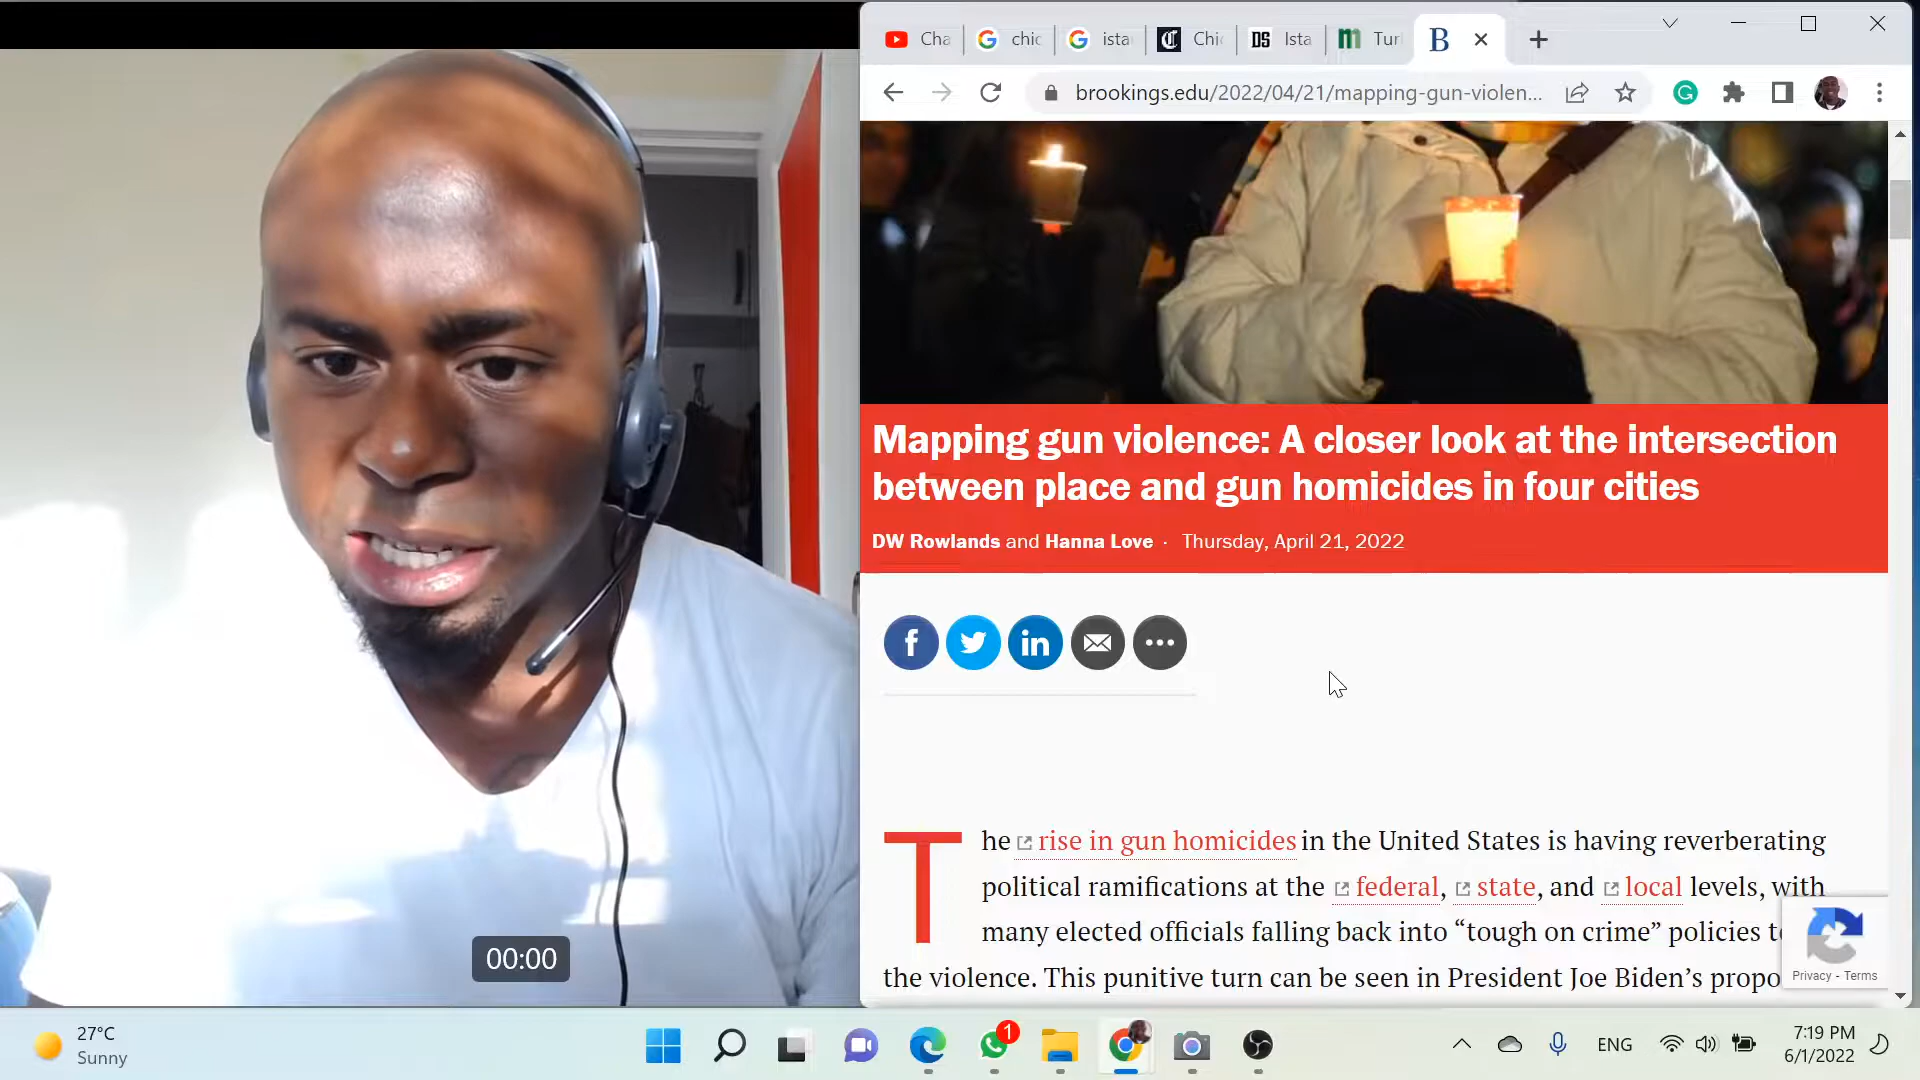 Cha
chic
ista
Chic
DS
Ista
Turl
B
brookings.edu/2022/04/21/mapping-gun-violen...
Mapping gun violence: A closer look at the intersection
between place and gun homicides in four cities
DW Rowlands and Hanna Love · Thursday, April 21, 2022
The rise in gun homicides in the United States is having reverberating
political ramifications at the federal, state, and local levels, with
many elected officials falling back into “tough on crime” policies
the violence. This punitive turn can be seen in President Joe Biden’s
Privacy - Terms
00:00
27°C
Sunny
1
ENG
7:19 PM
6/1/2022